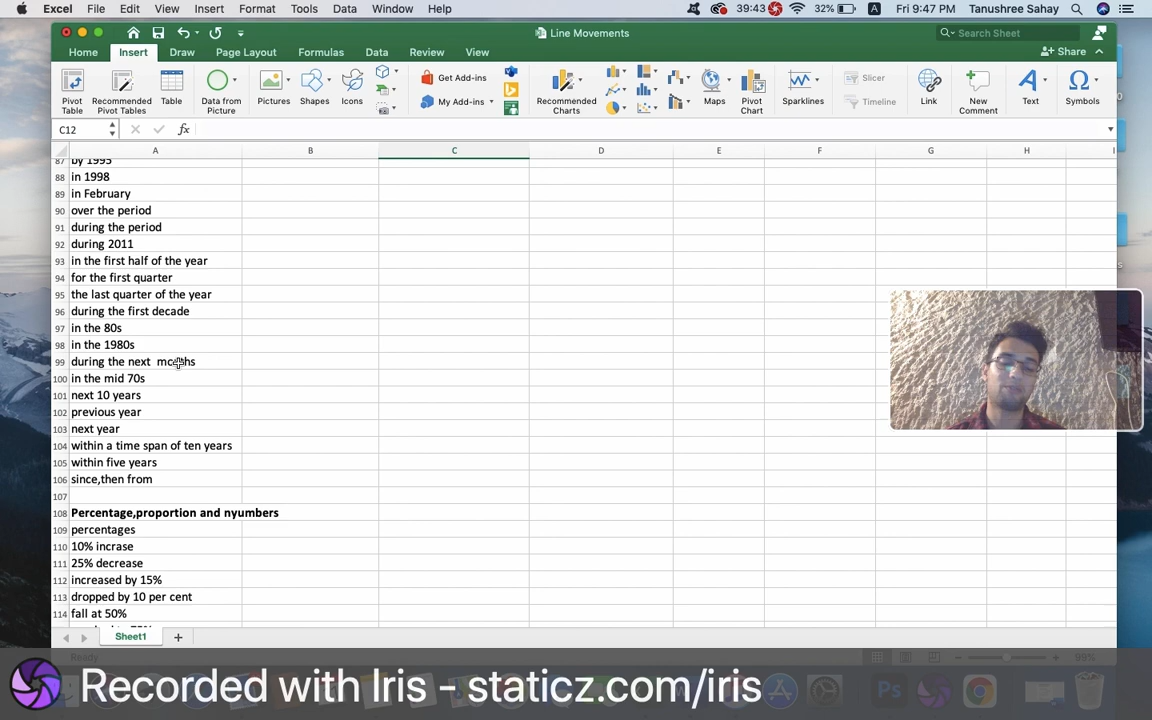 Excel File Edit View Insert Format Tools Data Window Help 39:43 32% A Fri 9:47 PM Tanushree Sahay
Line Movements
Search Sheet
Home Insert Draw Page Layout Formulas Data Review View
Share
Pivot Table
Recommended Pivot Tables
Table
Data from Picture
Pictures
Shapes
Icons
Get Add-ins
My Add-ins
Recommended Charts
Maps
Pivot Chart
Sparklines
Slicer
Timeline
Link
New Comment
Text
Symbols
C12
fx
A B C D E F G H I
87 by 1995
88 in 1998
89 in February
90 over the period
91 during the period
92 during 2011
93 in the first half of the year
94 for the first quarter
95 the last quarter of the year
96 during the first decade
97 in the 80s
98 in the 1980s
99 during the next months
100 in the mid 70s
101 next 10 years
102 previous year
103 next year
104 within a time span of ten years
105 within five years
106 since,then from
107
108 Percentage,proportion and nyumbers
109 percentages
110 10% incrase
111 25% decrease
112 increased by 15%
113 dropped by 10 per cent
114 fall at 50%
Sheet1 +
Ready
Recorded with Iris - staticz.com/iris